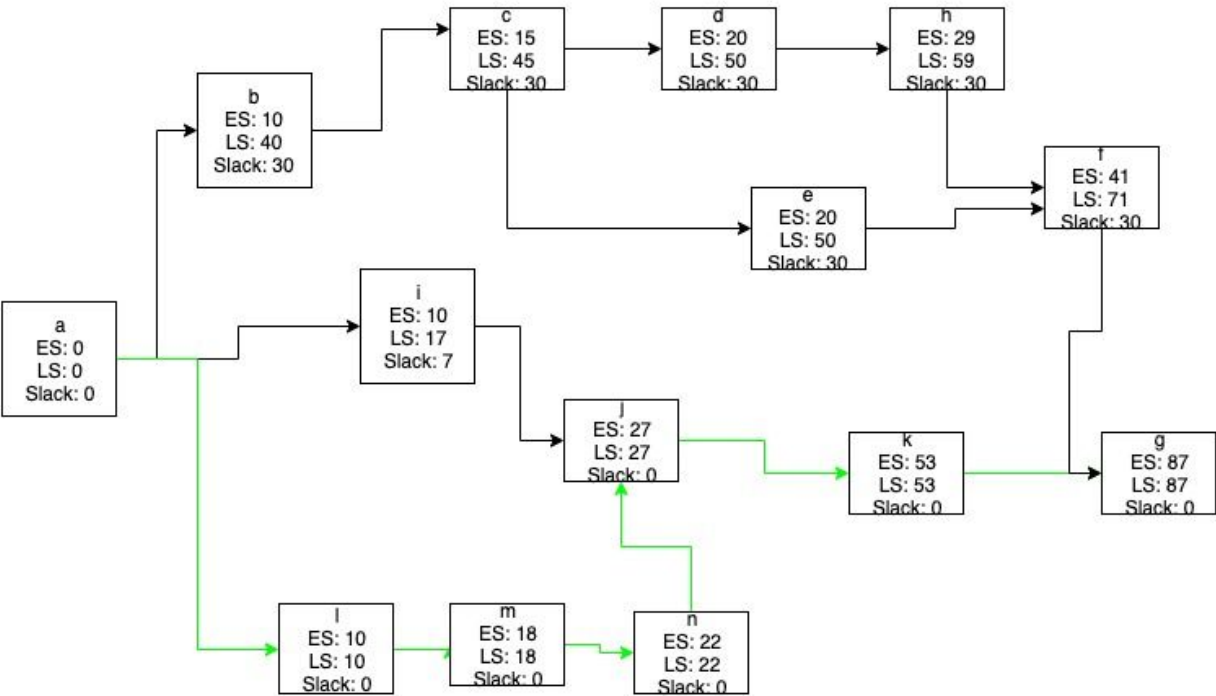 c
ES: 15
LS: 45
Slack: 30
d
ES: 20
LS: 50
Slack: 30
h
ES: 29
LS: 59
Slack: 30
b
ES: 10
LS: 40
Slack: 30
f
ES: 41
LS: 71
Slack: 30
e
ES: 20
LS: 50
Slack: 30
i
ES: 10
LS: 17
Slack: 7
a
ES: 0
LS: 0
Slack: 0
j
ES: 27
LS: 27
Slack: 0
k
ES: 53
LS: 53
Slack: 0
g
ES: 87
LS: 87
Slack: 0
l
ES: 10
LS: 10
Slack: 0
m
ES: 18
LS: 18
Slack: 0
n
ES: 22
LS: 22
Slack: 0